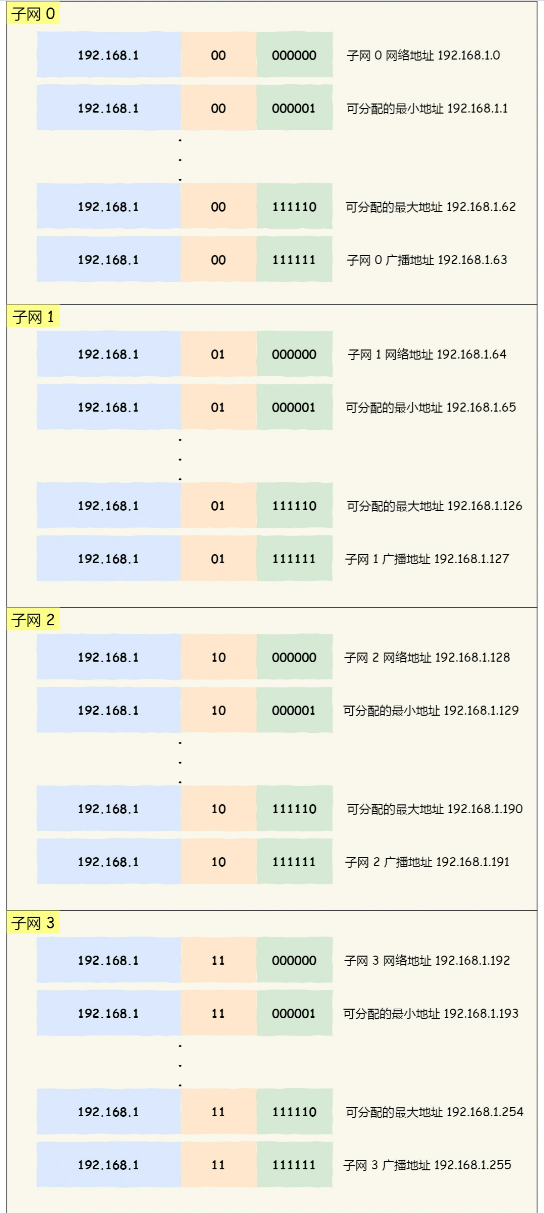 子网 0
192.168.1 00 000000 子网 0 网络地址 192.168.1.0
192.168.1 00 000001 可分配的最小地址 192.168.1.1
192.168.1 00 111110 可分配的最大地址 192.168.1.62
192.168.1 00 111111 子网 0 广播地址 192.168.1.63
子网 1
192.168.1 01 000000 子网 1 网络地址 192.168.1.64
192.168.1 01 000001 可分配的最小地址 192.168.1.65
192.168.1 01 111110 可分配的最大地址 192.168.1.126
192.168.1 01 111111 子网 1 广播地址 192.168.1.127
子网 2
192.168.1 10 000000 子网 2 网络地址 192.168.1.128
192.168.1 10 000001 可分配的最小地址 192.168.1.129
192.168.1 10 111110 可分配的最大地址 192.168.1.190
192.168.1 10 111111 子网 2 广播地址 192.168.1.191
子网 3
192.168.1 11 000000 子网 3 网络地址 192.168.1.192
192.168.1 11 000001 可分配的最小地址 192.168.1.193
192.168.1 11 111110 可分配的最大地址 192.168.1.254
192.168.1 11 111111 子网 3 广播地址 192.168.1.255